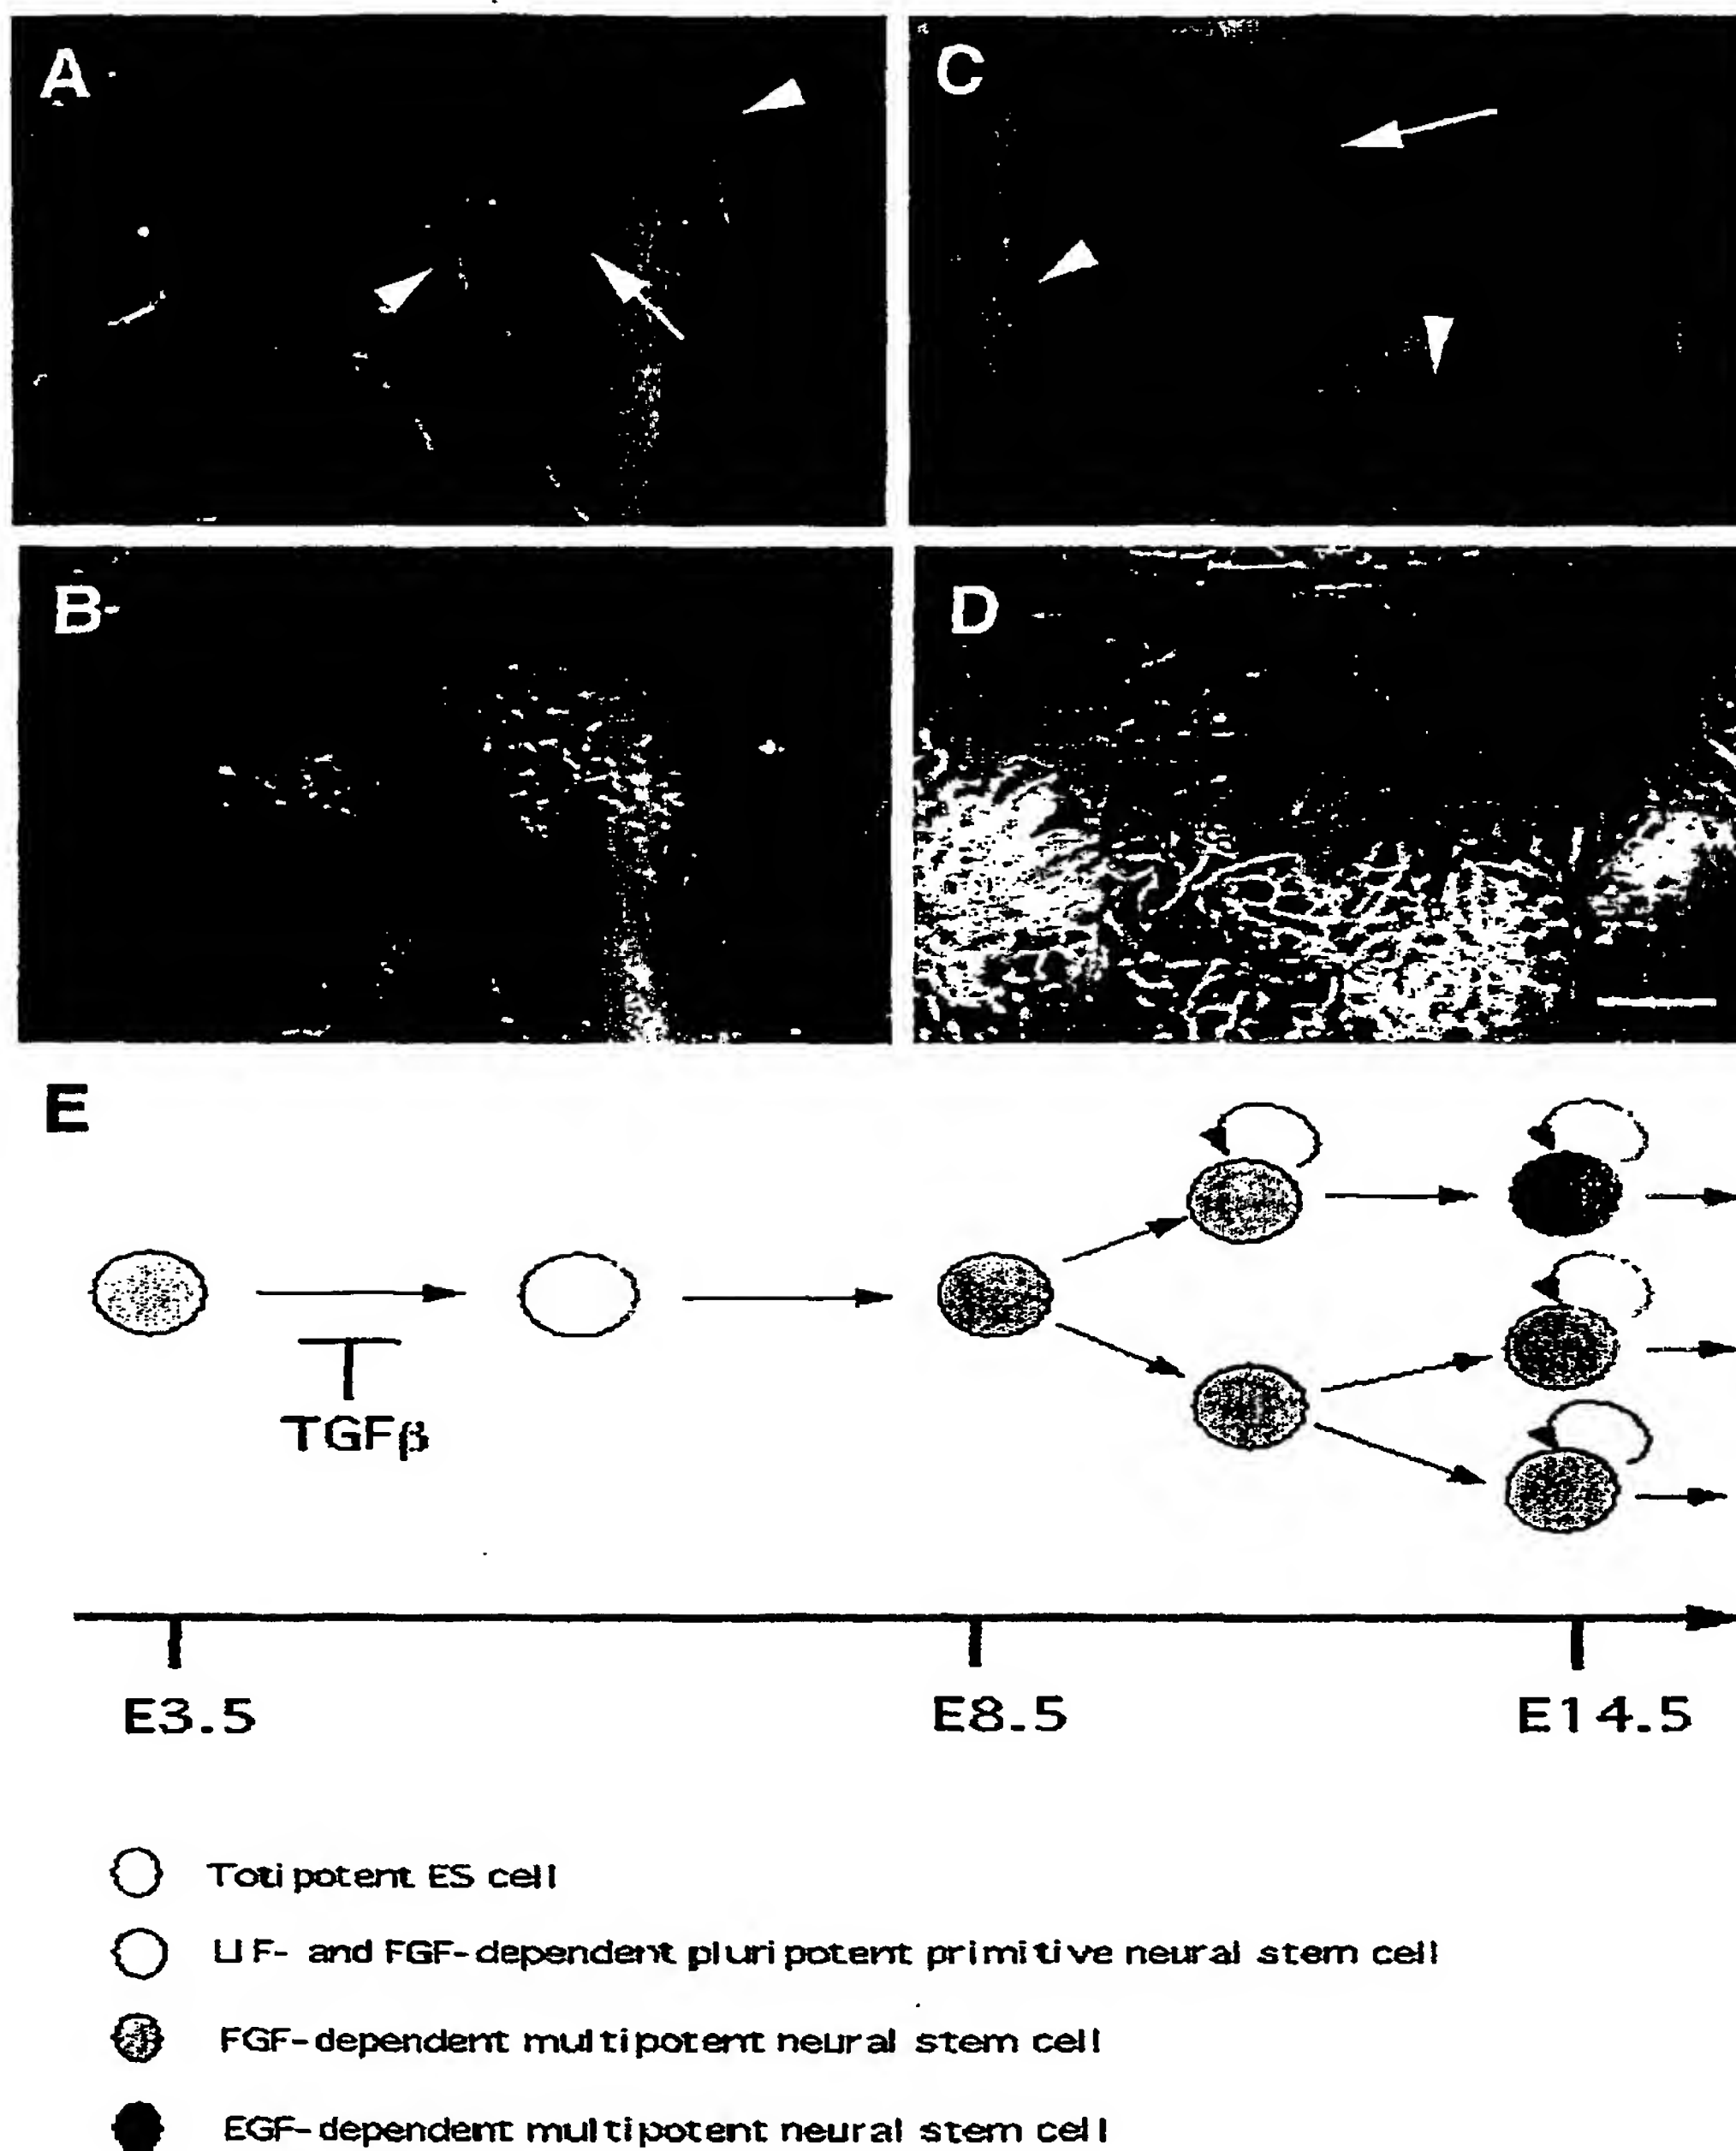 A
C
B
D
E
TGFβ
E3.5
E8.5
E14.5
Totipotent ES cell
LIF- and FGF-dependent pluripotent primitive neural stem cell
FGF-dependent multipotent neural stem cell
EGF-dependent multipotent neural stem cell